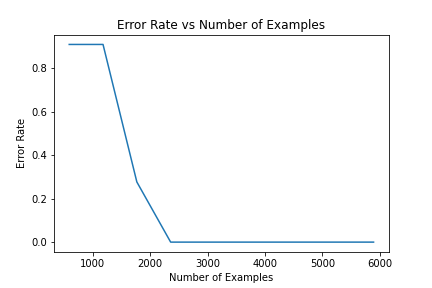 Error Rate vs Number of Examples
Error Rate
0.8
0.6
0.4
0.2
0.0
1000 2000 3000 4000 5000 6000
Number of Examples